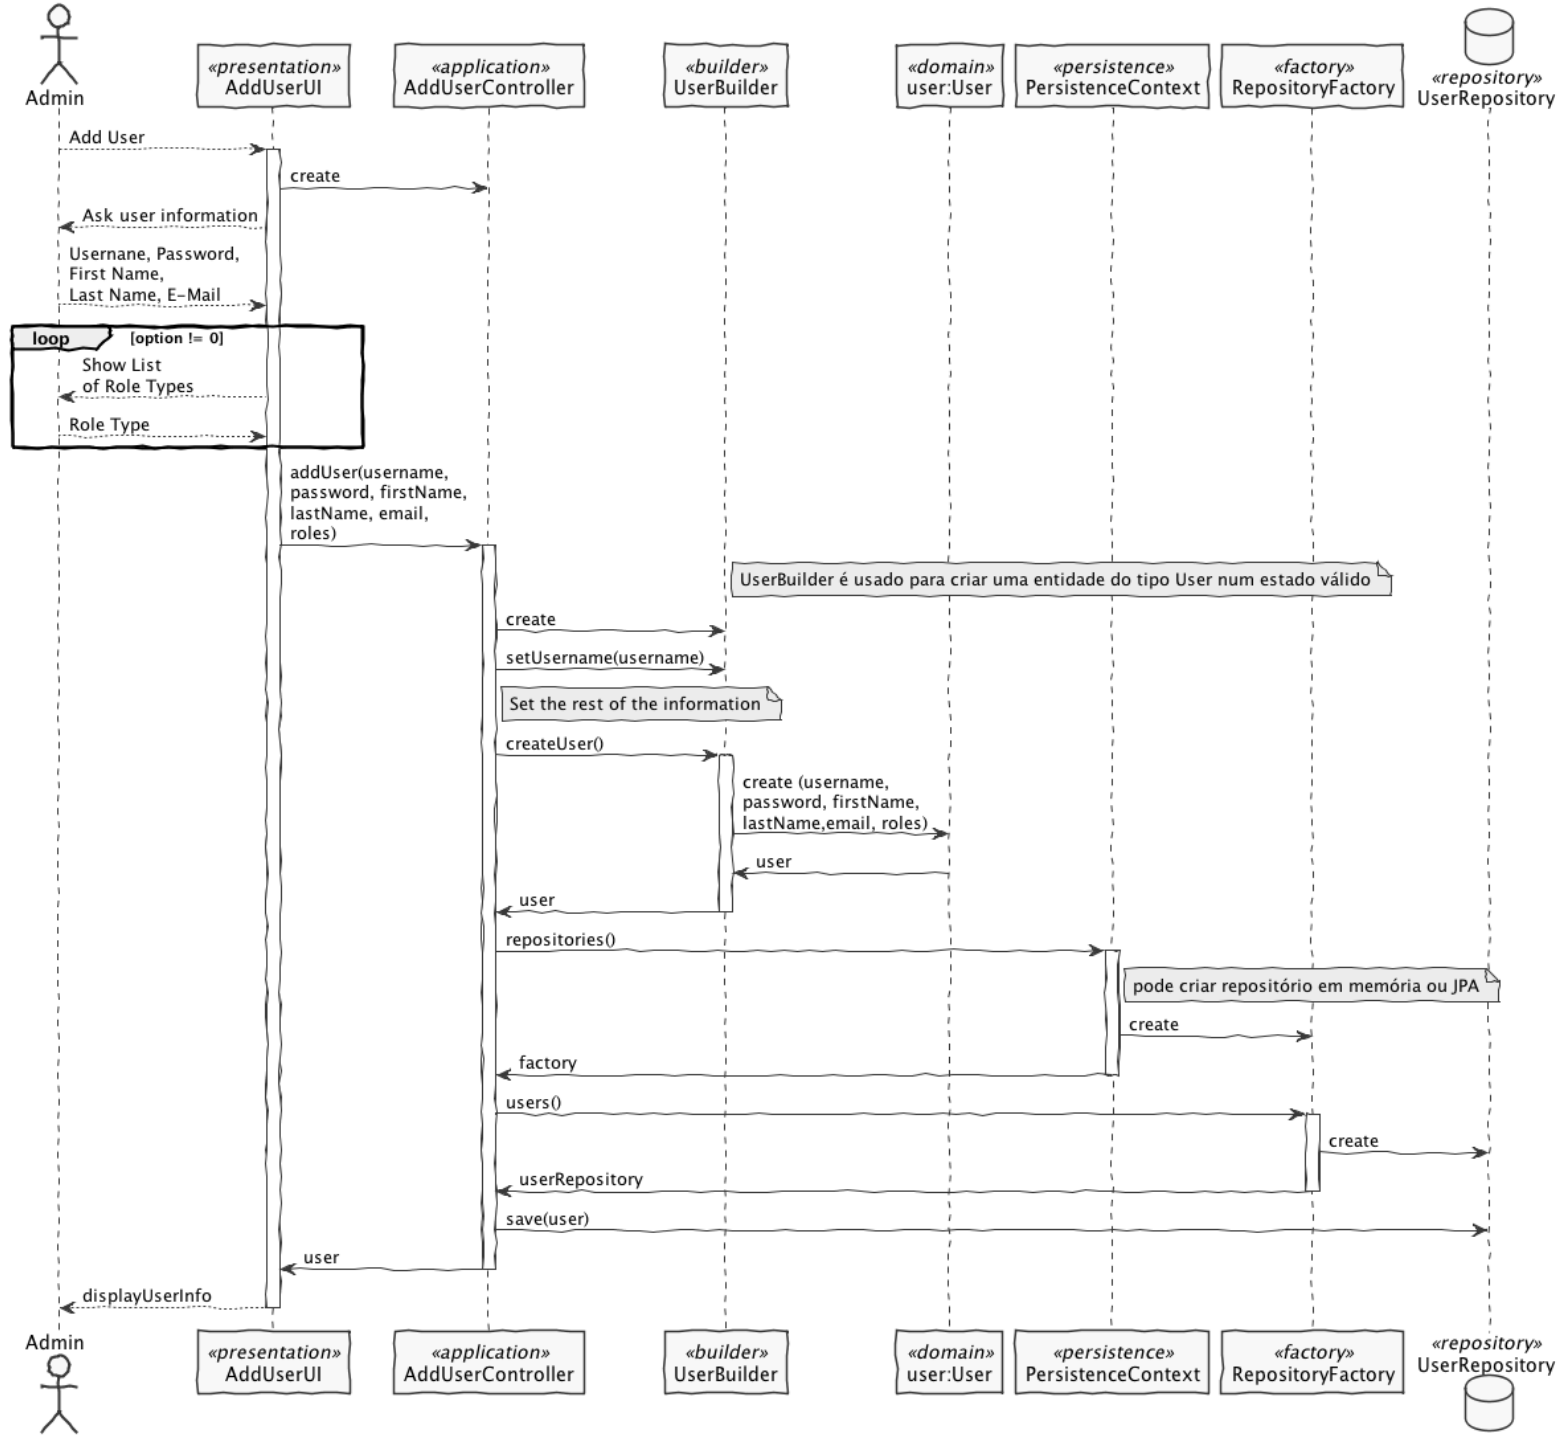 Admin
«presentation»
AddUserUI
«application»
AddUserController
«builder»
UserBuilder
«domain»
user:User
«persistence»
PersistenceContext
«factory»
RepositoryFactory
«repository»
UserRepository
Add User
create
Ask user information
Usernane, Password,
First Name,
Last Name, E-Mail
loop
[option != 0]
Show List
of Role Types
Role Type
addUser(username,
password, firstName,
lastName, email,
roles)
UserBuilder é usado para criar uma entidade do tipo User num estado válido
create
setUsername(username)
Set the rest of the information
createUser()
create (username,
password, firstName,
lastName,email, roles)
user
user
repositories()
pode criar repositório em memória ou JPA
create
factory
users()
create
userRepository
save(user)
user
displayUserInfo
Admin
«presentation»
AddUserUI
«application»
AddUserController
«builder»
UserBuilder
«domain»
user:User
«persistence»
PersistenceContext
«factory»
RepositoryFactory
«repository»
UserRepository